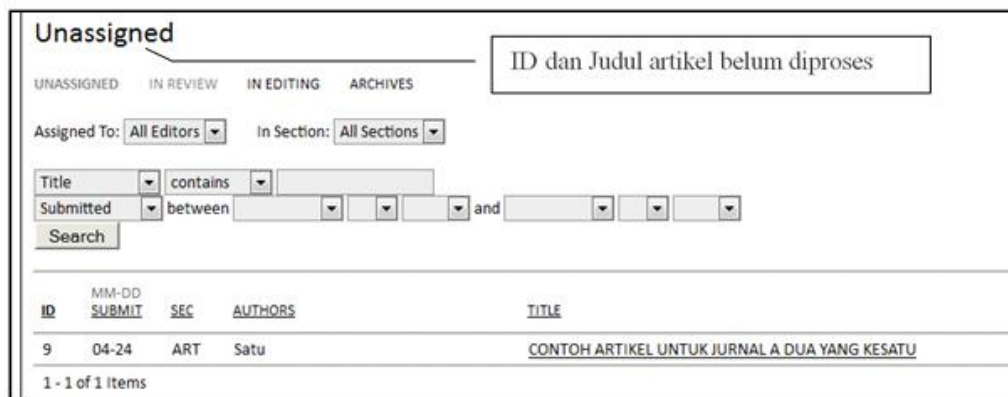 Unassigned
ID dan Judul artikel belum diproses
UNASSIGNED IN REVIEW IN EDITING ARCHIVES
Assigned To: All Editors In Section: All Sections
Title contains
Submitted between and
Search
MM-DD
ID SUBMIT SEC AUTHORS TITLE
9 04-24 ART Satu CONTOH ARTIKEL UNTUK JURNAL A DUA YANG KESATU
1 - 1 of 1 Items